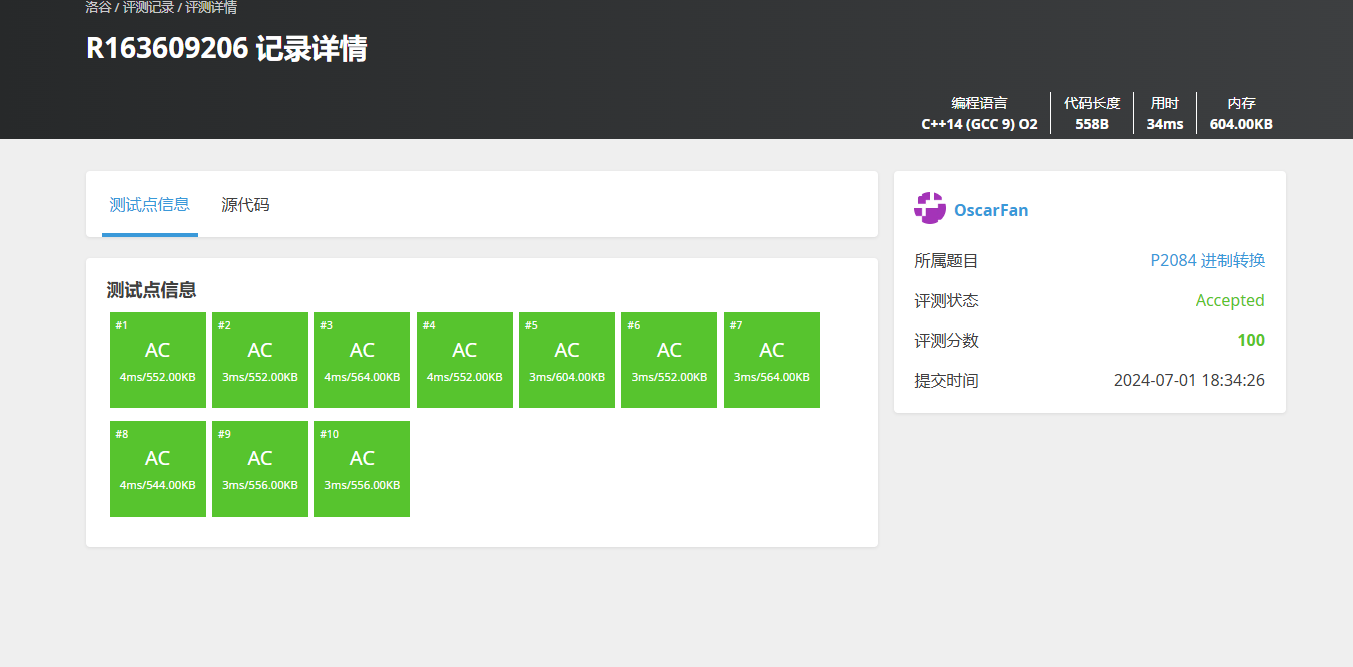 洛谷 / 评测记录 / 评测详情
R163609206 记录详情
编程语言 代码长度 用时 内存
C++14 (GCC 9) O2 558B 34ms 604.00KB
测试点信息 源代码
测试点信息
#1 #2 #3 #4 #5 #6 #7
AC AC AC AC AC AC AC
4ms/552.00KB 3ms/552.00KB 4ms/564.00KB 4ms/552.00KB 3ms/604.00KB 3ms/552.00KB 3ms/564.00KB
#8 #9 #10
AC AC AC
4ms/544.00KB 3ms/556.00KB 3ms/556.00KB
OscarFan
所属题目 P2084 进制转换
评测状态 Accepted
评测分数 100
提交时间 2024-07-01 18:34:26